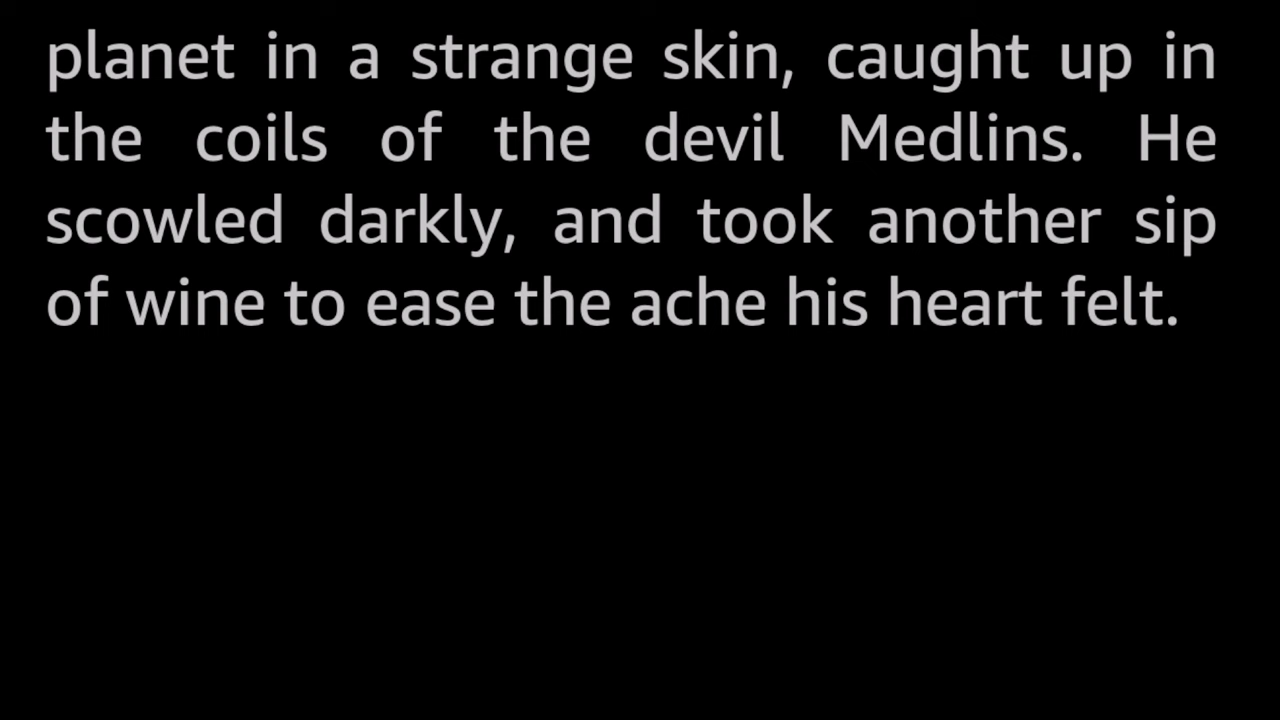 planet in a strange skin, caught up in
the coils of the devil Medlins. He
scowled darkly, and took another sip
of wine to ease the ache his heart felt.